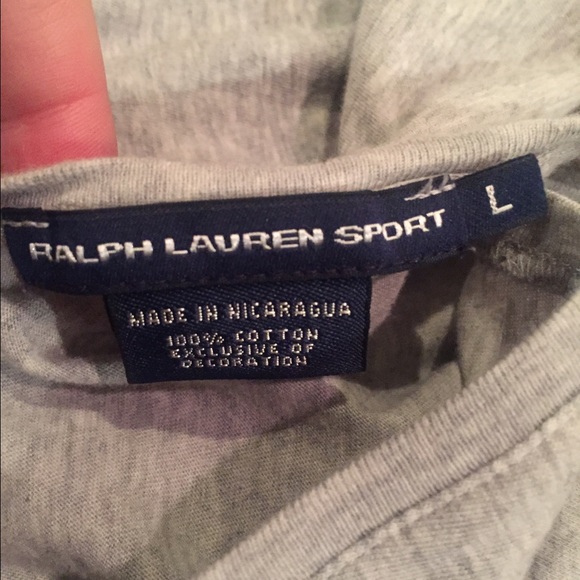 RALPH LAUREN SPORT
L
MADE IN NICARAGUA
100% COTTON
EXCLUSIVE OF
DECORATION